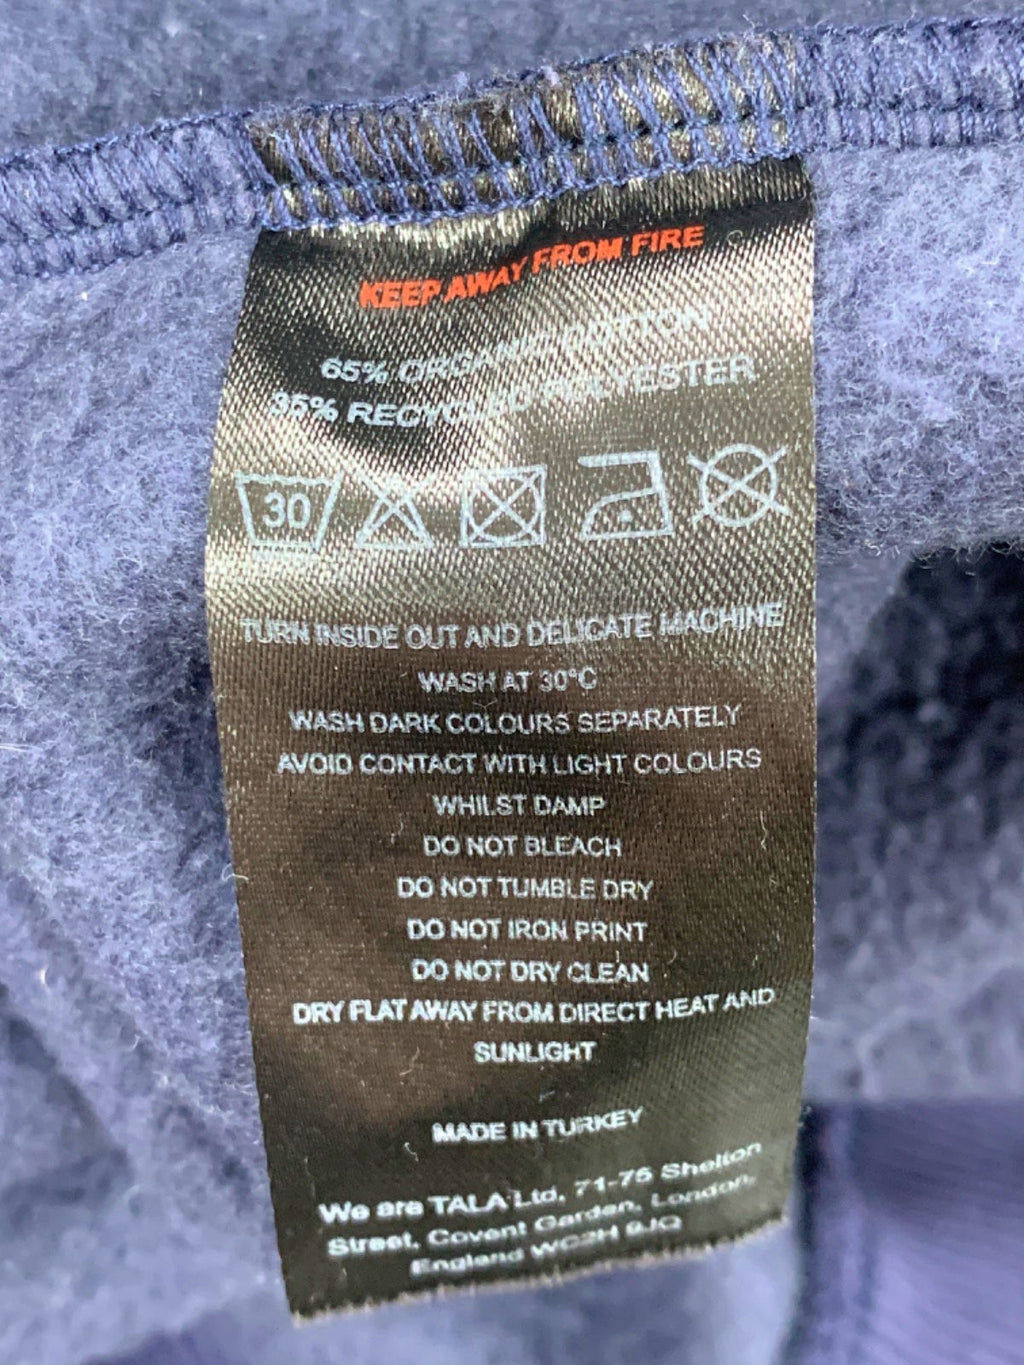 KEEP AWAY FROM FIRE
65% ORGANIC COTTON
35% RECYCLED POLYESTER
30
TURN INSIDE OUT AND DELICATE MACHINE
WASH AT 30°C
WASH DARK COLOURS SEPARATELY
AVOID CONTACT WITH LIGHT COLOURS
WHILST DAMP
DO NOT BLEACH
DO NOT TUMBLE DRY
DO NOT IRON PRINT
DO NOT DRY CLEAN
DRY FLAT AWAY FROM DIRECT HEAT AND
SUNLIGHT
MADE IN TURKEY
We are TALA Ltd, 71-75 Shelton
Street, Covent Garden, London,
England WC2H 9JQ